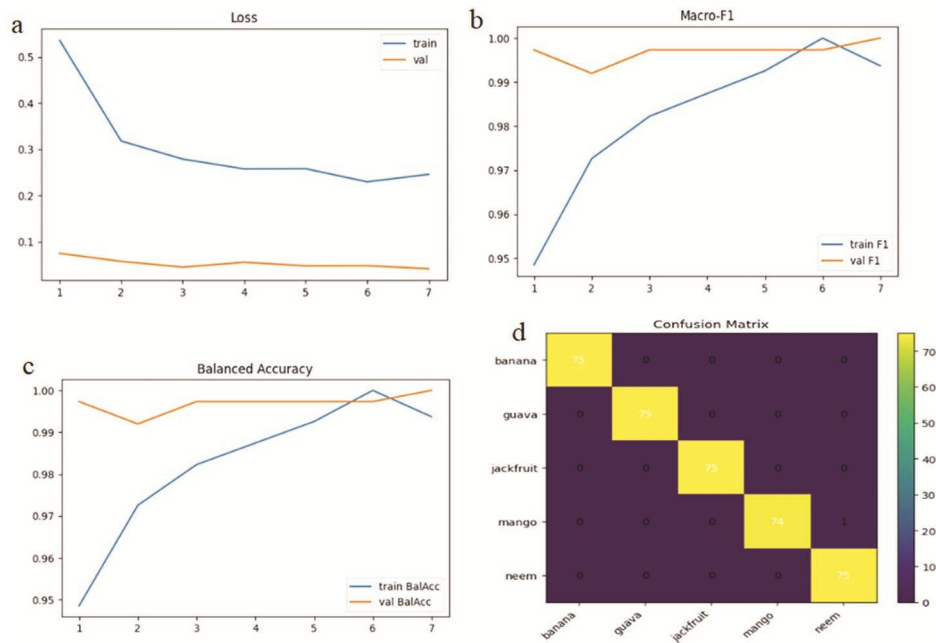 a
Loss
train
val
0.5
0.4
0.3
0.2
0.1
1 2 3 4 5 6 7
b
Macro-F1
1.00
0.99
0.98
0.97
0.96
0.95
train F1
val F1
1 2 3 4 5 6 7
c
Balanced Accuracy
1.00
0.99
0.98
0.97
0.96
0.95
train BalAcc
val BalAcc
1 2 3 4 5 6 7
d
Confusion Matrix
banana 75 0 0 0 0
guava 0 75 0 0 0
jackfruit 0 0 75 0 0
mango 0 0 0 74 1
neem 0 0 0 0 75
banana guava jackfruit mango neem
70
60
50
40
30
20
10
0